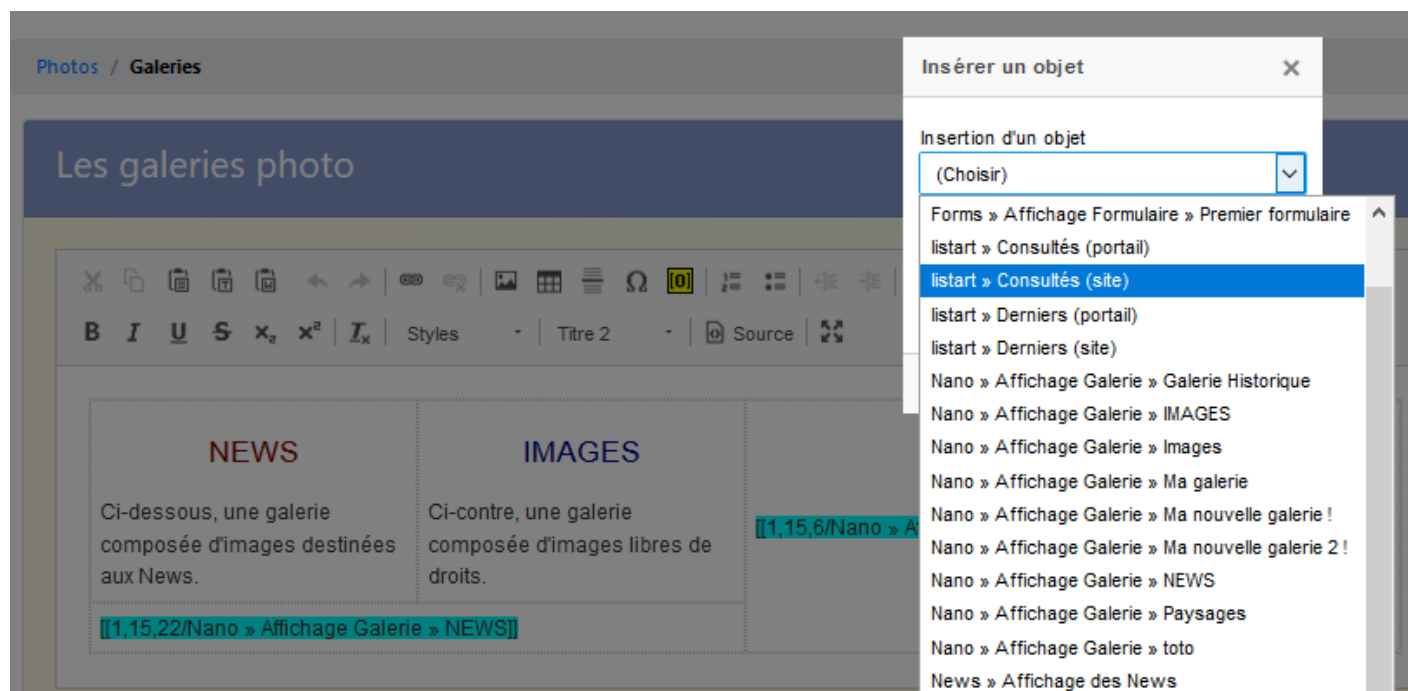 Photos / Galeries
Les galeries photo
Styles
Titre 2
Source
NEWS
Ci-dessous, une galerie
composée d'images destinées
aux News.
IMAGES
Ci-contre, une galerie
composée d'images libres de
droits.
[[1,15,6/Nano » A
[[1,15,22/Nano » Affichage Galerie » NEWS]]
Insérer un objet
Insertion d'un objet
(Choisir)
Forms » Affichage Formulaire » Premier formulaire
listart » Consultés (portail)
listart » Consultés (site)
listart » Derniers (portail)
listart » Derniers (site)
Nano » Affichage Galerie » Galerie Historique
Nano » Affichage Galerie » IMAGES
Nano » Affichage Galerie » Images
Nano » Affichage Galerie » Ma galerie
Nano » Affichage Galerie » Ma nouvelle galerie !
Nano » Affichage Galerie » Ma nouvelle galerie 2 !
Nano » Affichage Galerie » NEWS
Nano » Affichage Galerie » Paysages
Nano » Affichage Galerie » toto
News » Affichage des News